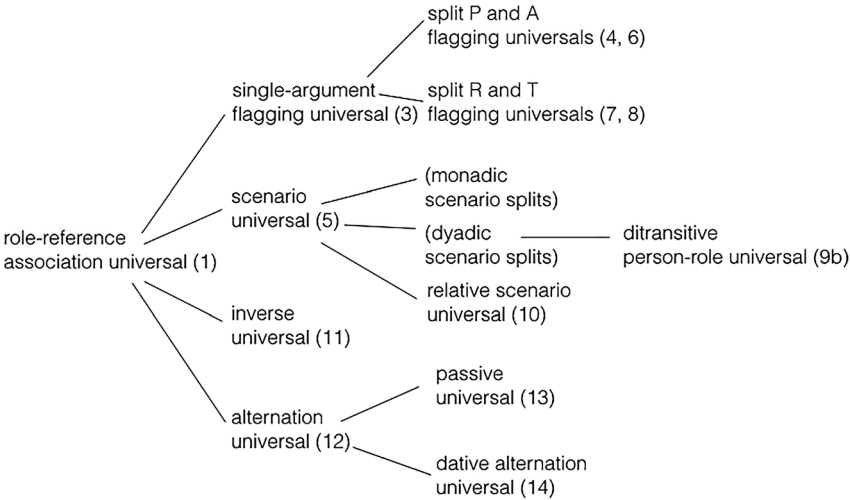 split P and A
flagging universals (4, 6)
single-argument
flagging universal (3)
split R and T
flagging universals (7, 8)
(monadic
scenario splits)
scenario
universal (5)
(dyadic
scenario splits)
ditransitive
person-role universal (9b)
role-reference
association universal (1)
relative scenario
universal (10)
inverse
universal (11)
passive
universal (13)
alternation
universal (12)
dative alternation
universal (14)